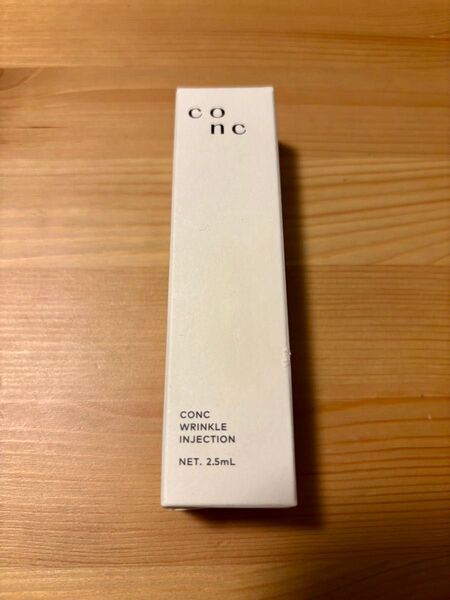 co
nc
CONC
WRINKLE
INJECTION
NET. 2.5mL